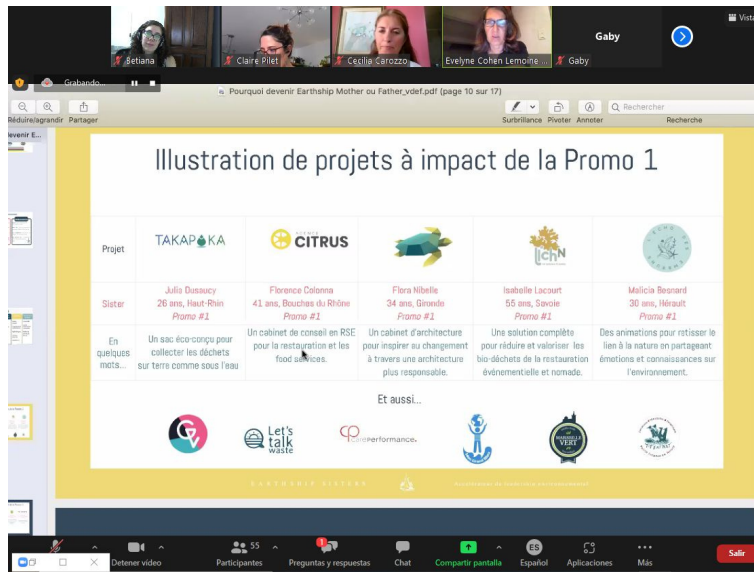 Vista
Betiana
Claire Pilet
Cecilia Carozzo
Evelyne Cohen Lemoine ...
Gaby
Gaby
Grabando...
Pourquoi devenir Earthship Mother ou Father_vdef.pdf (page 10 sur 17)
Réduire/agrandir
Partager
Surbrillance
Pivoter
Annoter
Rechercher
Recherche
devenir E...
Illustration de projets à impact de la Promo 1
Projet
TAKAPOKA
AGENCE
CITRUS
lichN
Sister
Julie Dusaucy
26 ans, Haut-Rhin
Promo #1
Florence Colonna
41 ans, Bouches du Rhône
Promo #1
Flora Nibelle
34 ans, Gironde
Promo #1
Isabelle Lacourt
55 ans, Savoie
Promo #1
Malicia Besnard
30 ans, Hérault
Promo #1
En
quelques
mots...
Un sac éco-conçu pour
collecter les déchets
sur terre comme sous l'eau
Un cabinet de conseil en RSE
pour la restauration et les
food services.
Un cabinet d'architecture
pour inspirer au changement
à travers une architecture
plus responsable.
Une solution complète
pour réduire et valoriser les
bio-déchets de la restauration
évènementielle et nomade.
Des animations pour retisser le
lien à la nature en partageant
émotions et connaissances sur
l'environnement.
Et aussi...
Let's
talk
waste
MARSEILLE
VERT
EARTHSHIP SISTERS
Detener video
55
Participantes
1
Preguntas y respuestas
Chat
Compartir pantalla
ES
Español
Aplicaciones
Más
Salir